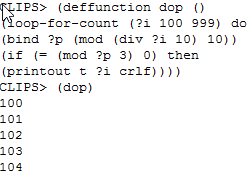 CLIPS> (deffunction dop ()
(loop-for-count (?i 100 999) do
(bind ?p (mod (div ?i 10) 10))
(if (= (mod ?p 3) 0) then
(printout t ?i crlf))))
CLIPS> (dop)
100
101
102
103
104